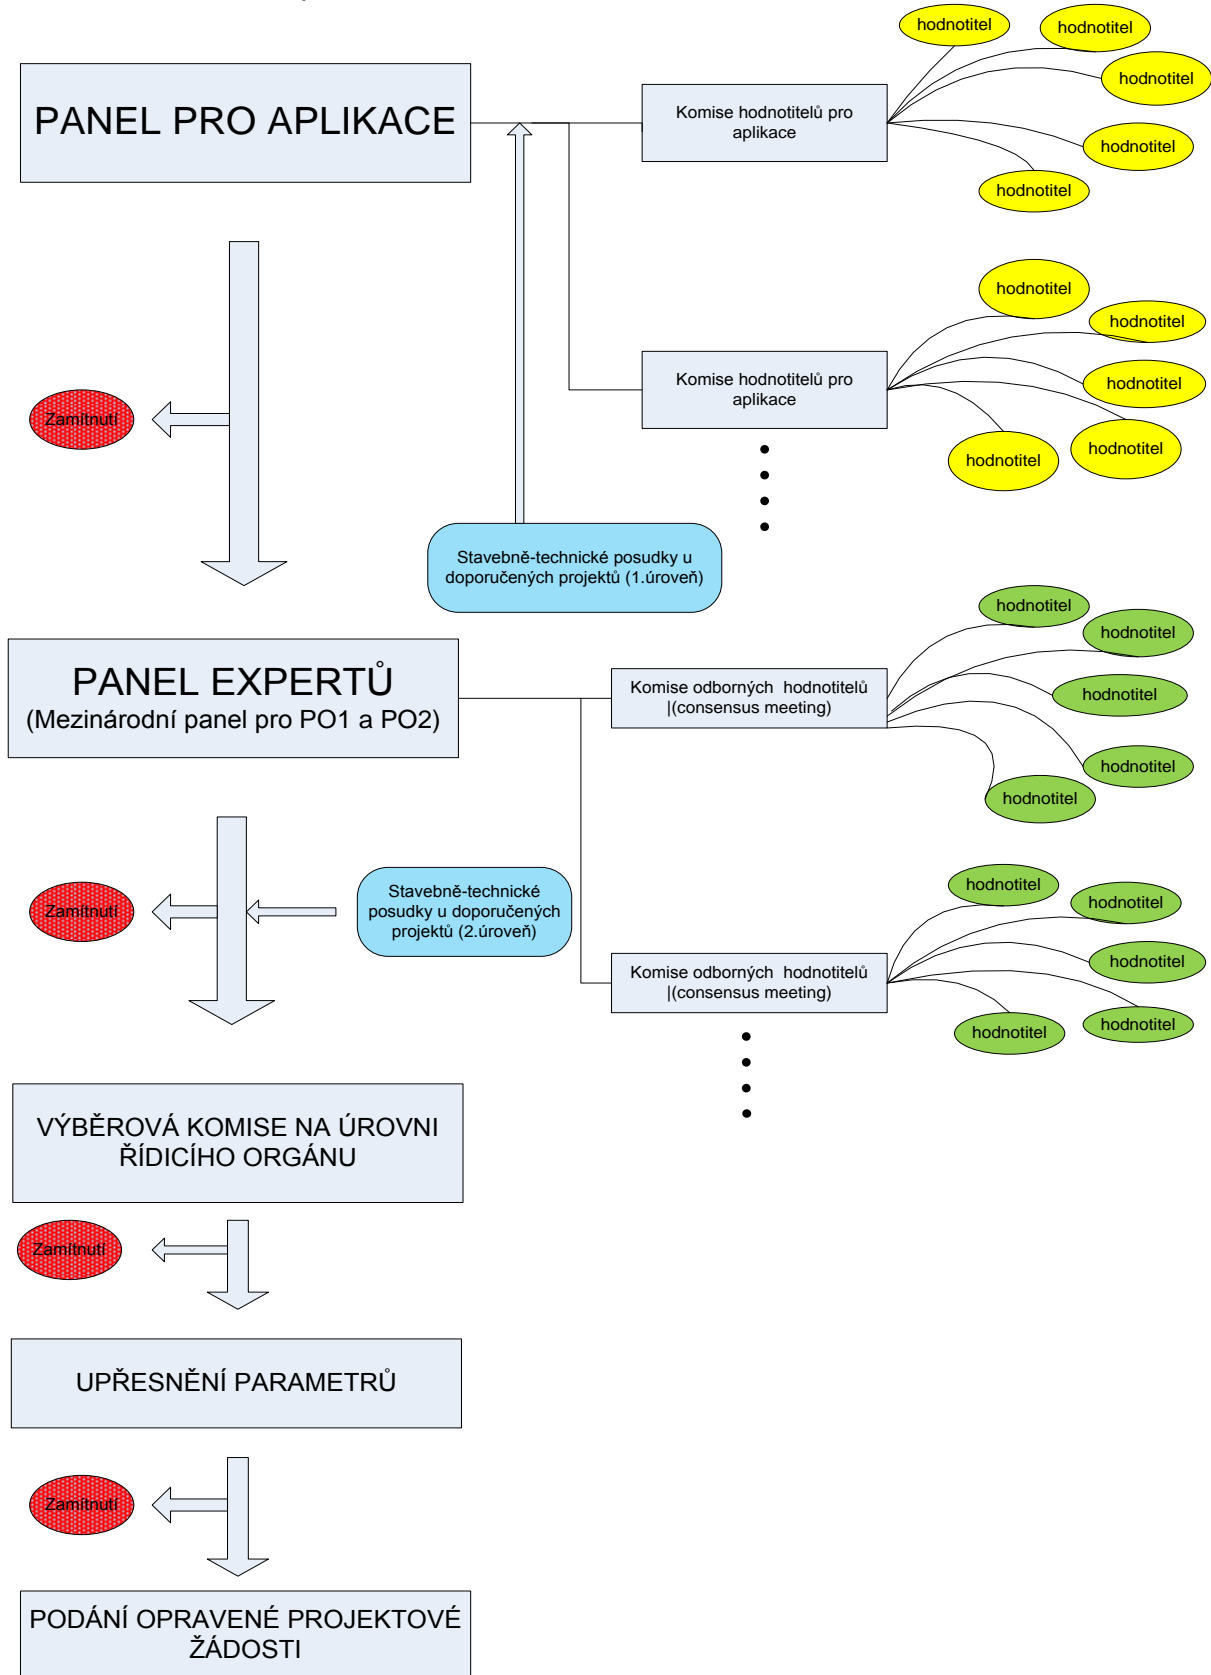 hodnotitel
hodnotitel
hodnotitel
hodnotitel
hodnotitel
PANEL PRO APLIKACE
Komise hodnotitelů pro
aplikace
hodnotitel
hodnotitel
hodnotitel
hodnotitel
hodnotitel
Komise hodnotitelů pro
aplikace
Zamítnutí
Stavebně-technické posudky u
doporučených projektů (1.úroveň)
PANEL EXPERTŮ
(Mezinárodní panel pro PO1 a PO2)
Komise odborných hodnotitelů
|(consensus meeting)
hodnotitel
hodnotitel
hodnotitel
hodnotitel
hodnotitel
Zamítnutí
Stavebně-technické
posudky u doporučených
projektů (2.úroveň)
Komise odborných hodnotitelů
|(consensus meeting)
hodnotitel
hodnotitel
hodnotitel
hodnotitel
hodnotitel
VÝBĚROVÁ KOMISE NA ÚROVNI
ŘÍDICÍHO ORGÁNU
Zamítnutí
UPŘESNĚNÍ PARAMETRŮ
Zamítnutí
PODÁNÍ OPRAVENÉ PROJEKTOVÉ
ŽÁDOSTI